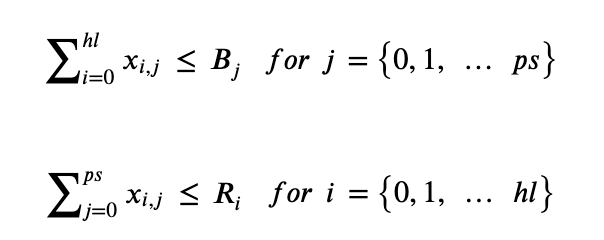 ∑_{i=0}^{hl} x_{i,j} ≤ B_j for j = {0, 1, … ps}
∑_{j=0}^{ps} x_{i,j} ≤ R_i for i = {0, 1, … hl}